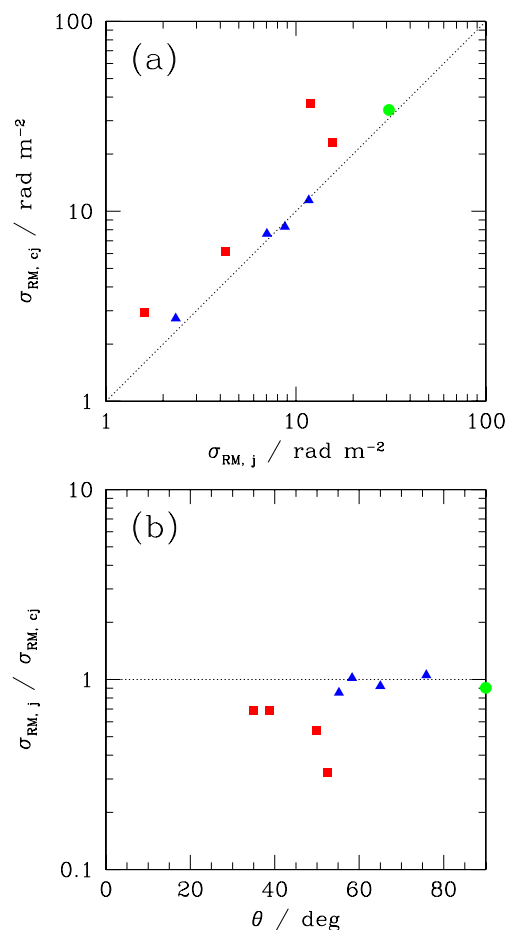 100
(a)
σRM, cj / rad m⁻²
10
1
1
10
100
σRM, j / rad m⁻²
10
(b)
σRM, j / σRM, cj
1
0.1
0
20
40
60
80
θ / deg